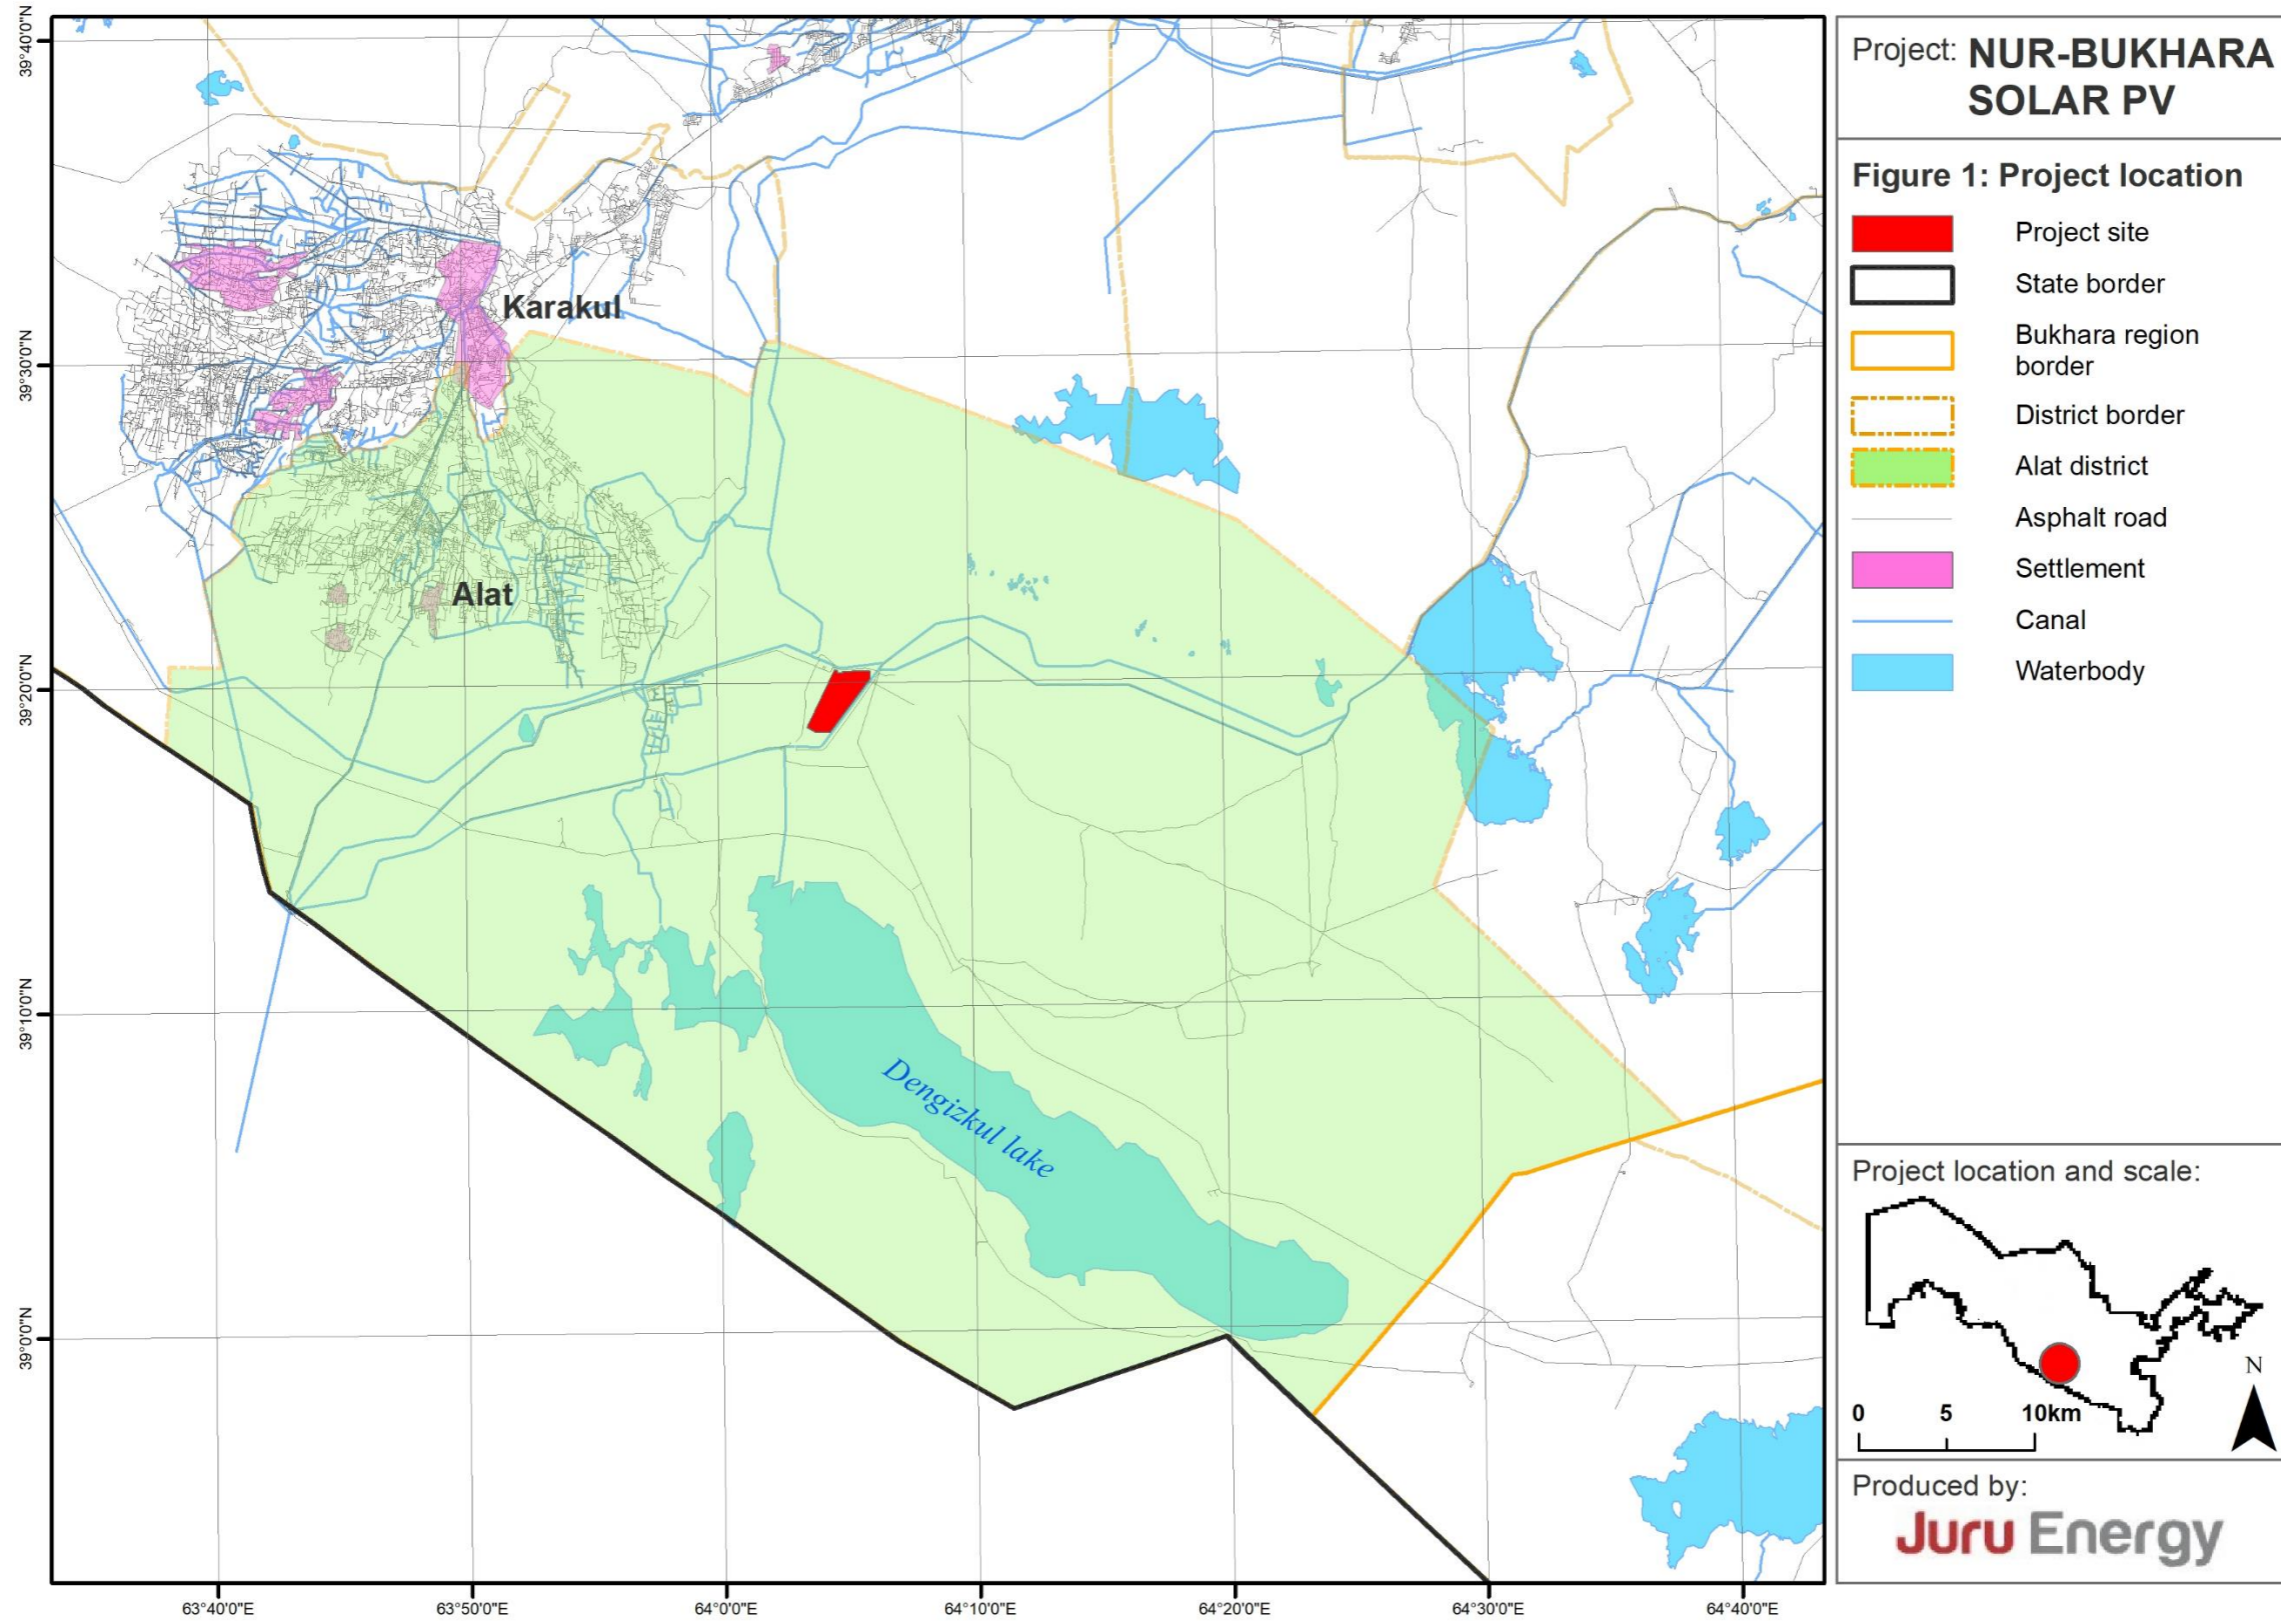 Project: NUR-BUKHARA
SOLAR PV
Figure 1: Project location
Project site
State border
Bukhara region
border
District border
Alat district
Asphalt road
Settlement
Canal
Waterbody
Project location and scale:
N
0 5 10km
Produced by:
Juru Energy
39°40'0"N
39°30'0"N
39°20'0"N
39°10'0"N
39°0'0"N
Karakul
Alat
Dengizkul lake
63°40'0"E 63°50'0"E 64°0'0"E 64°10'0"E 64°20'0"E 64°30'0"E 64°40'0"E